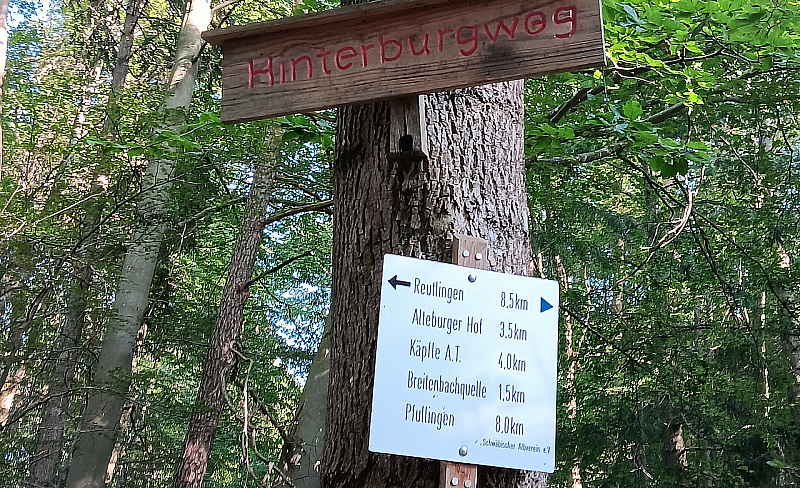 Hinterburgweg
Reutlingen 8,5km
Alteburger Hof 3,5km
Käpfle A.T. 4,0km
Breitenbachquelle 1,5km
Pfullingen 8,0km
Schwäbischer Albverein e.V.